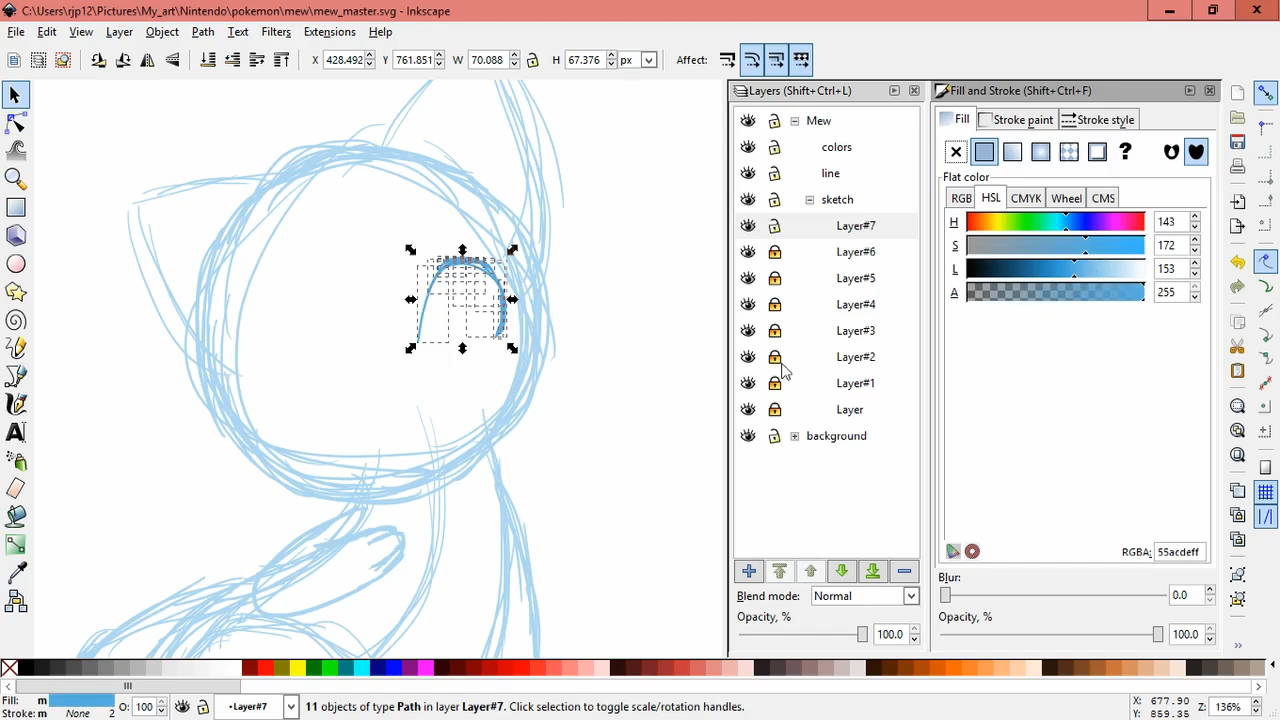 C:\Users\rjp12\Pictures\My_art\Nintendo\pokemon\mew\mew_master.svg - Inkscape
File Edit View Layer Object Path Text Filters Extensions Help
X 428.492 Y 761.851 W 70.088 H 67.376 px Affect:
Layers (Shift+Ctrl+L)
Mew
colors
line
sketch
Layer#7
Layer#6
Layer#5
Layer#4
Layer#3
Layer#2
Layer#1
Layer
background
Blend mode: Normal
Opacity, %
100.0
Fill and Stroke (Shift+Ctrl+F)
Fill Stroke paint Stroke style
?
Flat color
RGB HSL CMYK Wheel CMS
H 143
S 172
L 153
A 255
RGBA: 55acdeff
Blur:
0.0
Opacity, %
100.0
Fill: m
Stroke: m None 2
O: 100
•Layer#7
11 objects of type Path in layer Layer#7. Click selection to toggle scale/rotation handles.
X: 677.90
Y: 859.35
Z: 136%